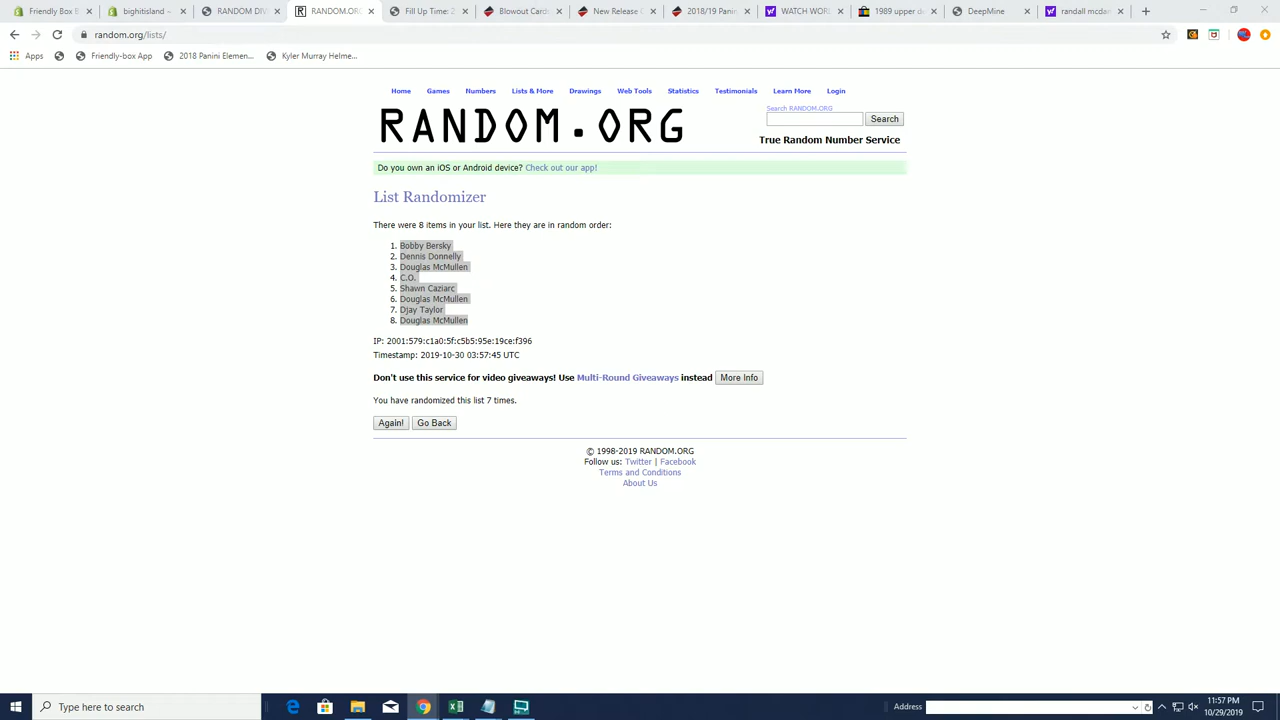 Friendly Box B
bighitisland -
RANDOM DIV
RANDOM.OR
Fill Up Time: Z
Blowout Cards
New Release C
2018/19 Panin
WATCH WOR
1989 upper d
DeepMine
randall mcda
random.org/lists/
Apps
Friendly-box App
2018 Panini Elemen...
Kyler Murray Helme...
Home Games Numbers Lists & More Drawings Web Tools Statistics Testimonials Learn More Login
RANDOM.ORG
Search RANDOM.ORG
Search
True Random Number Service
Do you own an iOS or Android device? Check out our app!
List Randomizer
There were 8 items in your list. Here they are in random order:
1. Bobby Bersky
2. Dennis Donnelly
3. Douglas McMullen
4. C.O.
5. Shawn Caziarc
6. Douglas McMullen
7. Djay Taylor
8. Douglas McMullen
IP: 2001:579:c1a0:5f:c5b5:95e:19ce:f396
Timestamp: 2019-10-30 03:57:45 UTC
Don't use this service for video giveaways! Use Multi-Round Giveaways instead More Info
You have randomized this list 7 times.
Again! Go Back
© 1998-2019 RANDOM.ORG
Follow us: Twitter | Facebook
Terms and Conditions
About Us
Type here to search
Address
11:57 PM
10/29/2019